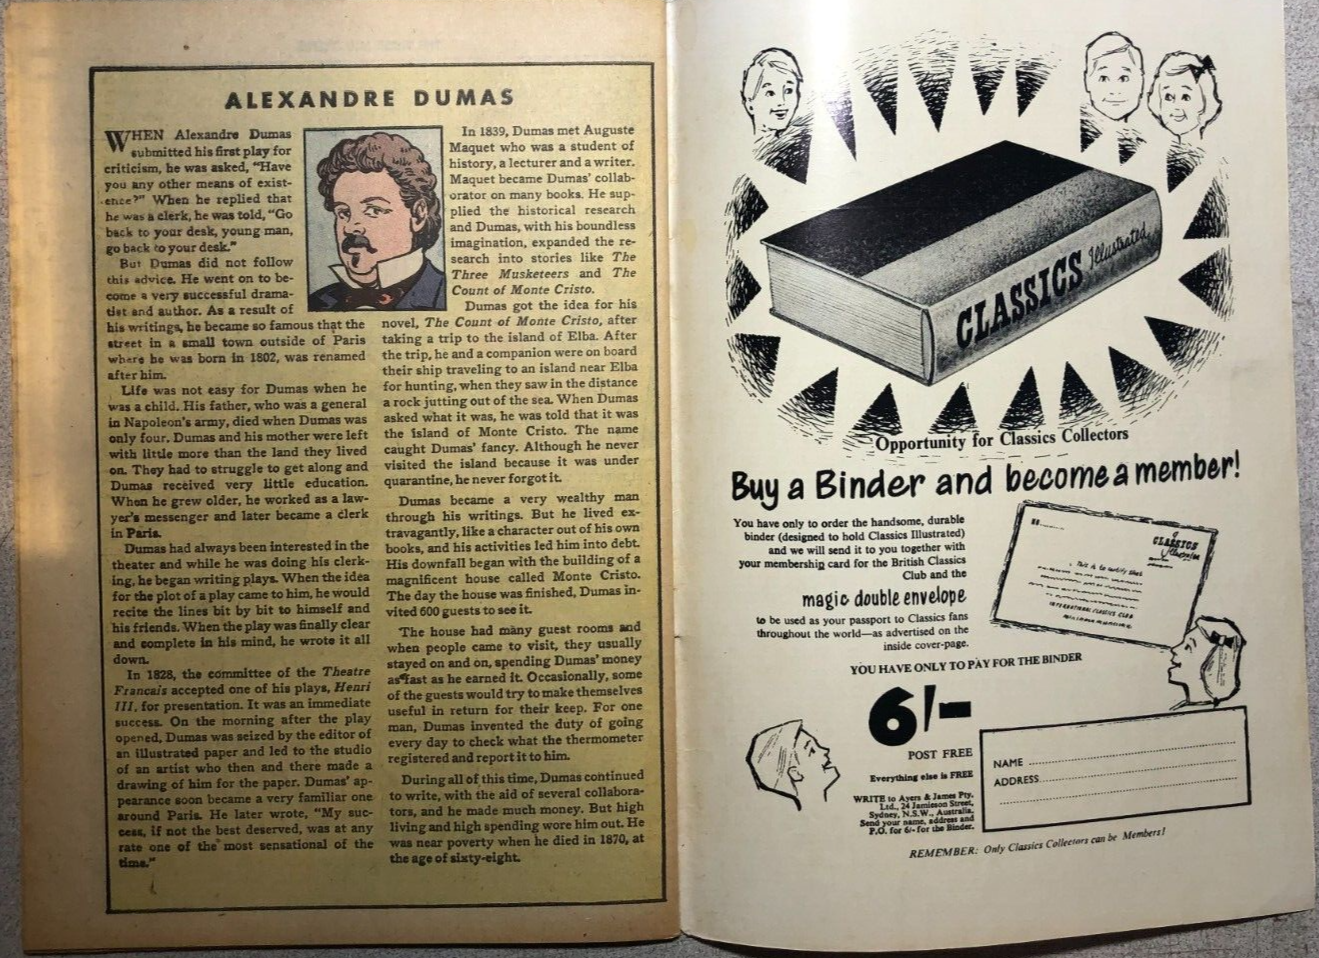 ALEXANDRE DUMAS
WHEN Alexandre Dumas
submitted his first play for
criticism, he was asked, "Have
you any other means of exist-
ence?" When he replied that
he was a clerk, he was told, "Go
back to your desk, young man,
go back to your desk."
But Dumas did not follow
this advice. He went on to be-
come a very successful drama-
tist and author. As a result of
his writings, he became so famous that the
street in a small town outside of Paris
where he was born in 1802, was renamed
after him.
Life was not easy for Dumas when he
was a child. His father, who was a general
in Napoleon's army, died when Dumas was
only four. Dumas and his mother were left
with little more than the land they lived
on. They had to struggle to get along and
Dumas received very little education.
When he grew older, he worked as a law-
yer's messenger and later became a clerk
in Paris.
Dumas had always been interested in the
theater and while he was doing his clerk-
ing, he began writing plays. When the idea
for the plot of a play came to him, he would
recite the lines bit by bit to himself and
his friends. When the play was finally clear
and complete in his mind, he wrote it all
down.
In 1828, the committee of the Theatre
Francais accepted one of his plays, Henri
III, for presentation. It was an immediate
success. On the morning after the play
opened, Dumas was seized by the editor of
an illustrated paper and led to the studio
of an artist who then and there made a
drawing of him for the paper. Dumas' ap-
pearance soon became a very familiar one
around Paris. He later wrote, "My suc-
cess, if not the best deserved, was at any
rate one of the most sensational of the
time."
In 1839, Dumas met Auguste
Maquet who was a student of
history, a lecturer and a writer.
Maquet became Dumas' collab-
orator on many books. He sup-
plied the historical research
and Dumas, with his boundless
imagination, expanded the re-
search into stories like The
Three Musketeers and The
Count of Monte Cristo.
Dumas got the idea for his
novel, The Count of Monte Cristo, after
taking a trip to the island of Elba. After
the trip, he and a companion were on board
their ship traveling to an island near Elba
for hunting, when they saw in the distance
a rock jutting out of the sea. When Dumas
asked what it was, he was told that it was
the island of Monte Cristo. The name
caught Dumas' fancy. Although he never
visited the island because it was under
quarantine, he never forgot it.
Dumas became a very wealthy man
through his writings. But he lived ex-
travagantly, like a character out of his own
books, and his activities led him into debt.
His downfall began with the building of a
magnificent house called Monte Cristo.
The day the house was finished, Dumas in-
vited 600 guests to see it.
The house had many guest rooms and
when people came to visit, they usually
stayed on and on, spending Dumas' money
as fast as he earned it. Occasionally, some
of the guests would try to make themselves
useful in return for their keep. For one
man, Dumas invented the duty of going
every day to check what the thermometer
registered and report it to him.
During all of this time, Dumas continued
to write, with the aid of several collabora-
tors, and he made much money. But high
living and high spending wore him out. He
was near poverty when he died in 1870, at
the age of sixty-eight.
CLASSICS Illustrated
Opportunity for Classics Collectors
Buy a Binder and become a member!
You have only to order the handsome, durable
binder (designed to hold Classics Illustrated)
and we will send it to you together with
your membership card for the British Classics
Club and the
magic double envelope
to be used as your passport to Classics fans
throughout the world—as advertised on the
inside cover-page.
CLASSICS
This is to certify that
INTERNATIONAL CLASSICS CLUB
YOU HAVE ONLY TO PAY FOR THE BINDER
6/-
POST FREE
Everything else is FREE
WRITE to Ayers & James Pty.
Ltd., 24 Jamieson Street,
Sydney, N.S.W., Australia.
Send your name, address and
P.O. for 6/- for the Binder.
NAME
ADDRESS
REMEMBER: Only Classics Collectors can be Members!